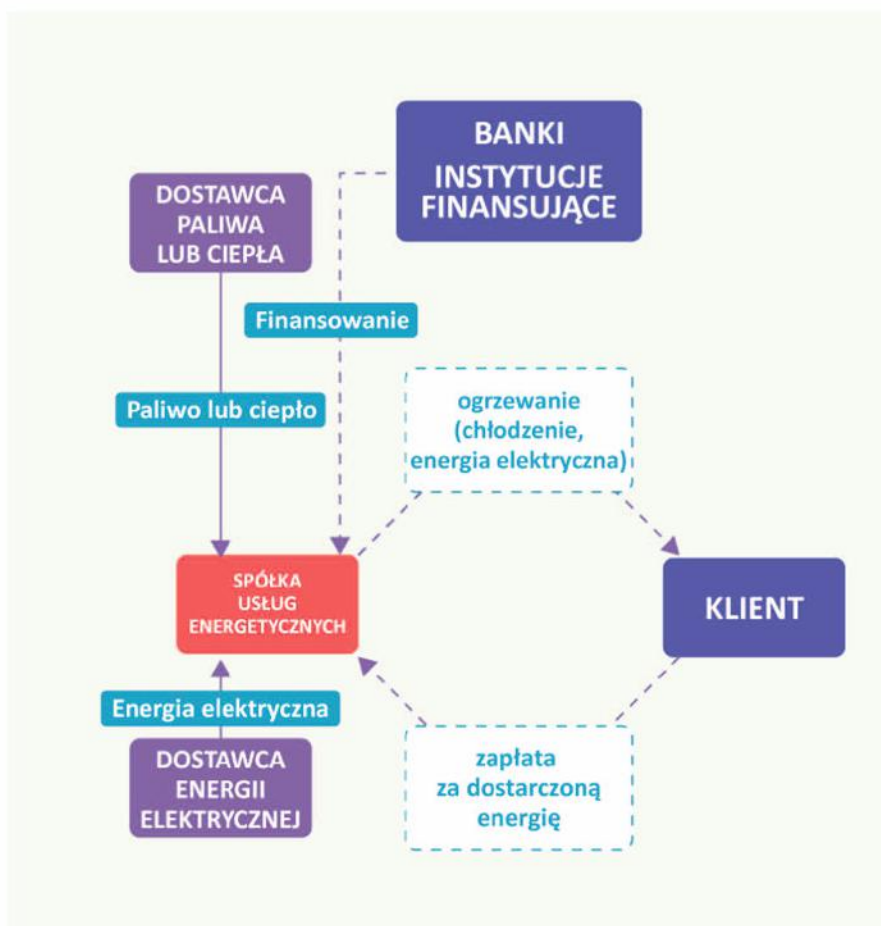 BANKI
INSTYTUCJE
FINANSUJĄCE
DOSTAWCA
PALIWA
LUB CIEPŁA
Finansowanie
Paliwo lub ciepło
ogrzewanie
(chłodzenie,
energia elektryczna)
SPÓŁKA
USŁUG
ENERGETYCZNYCH
KLIENT
Energia elektryczna
DOSTAWCA
ENERGII
ELEKTRYCZNEJ
zapłata
za dostarczoną
energię